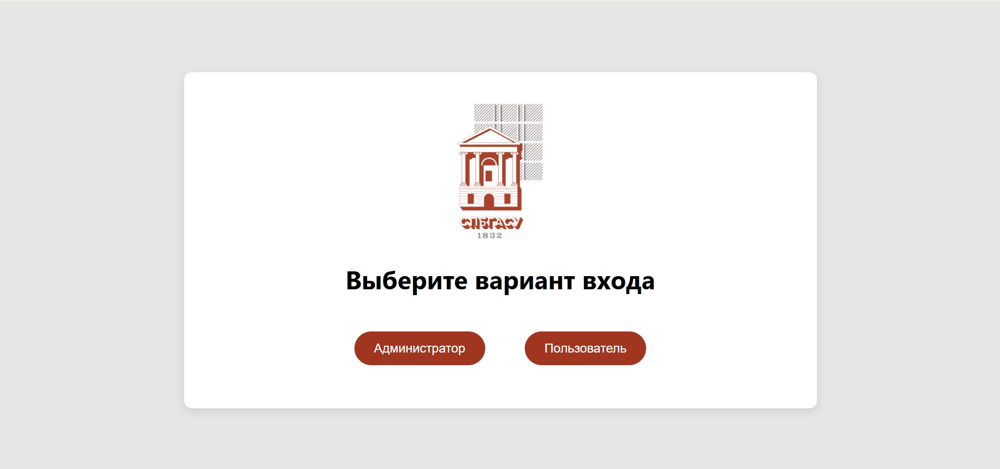 СПбГАСУ
1832
Выберите вариант входа
Администратор
Пользователь